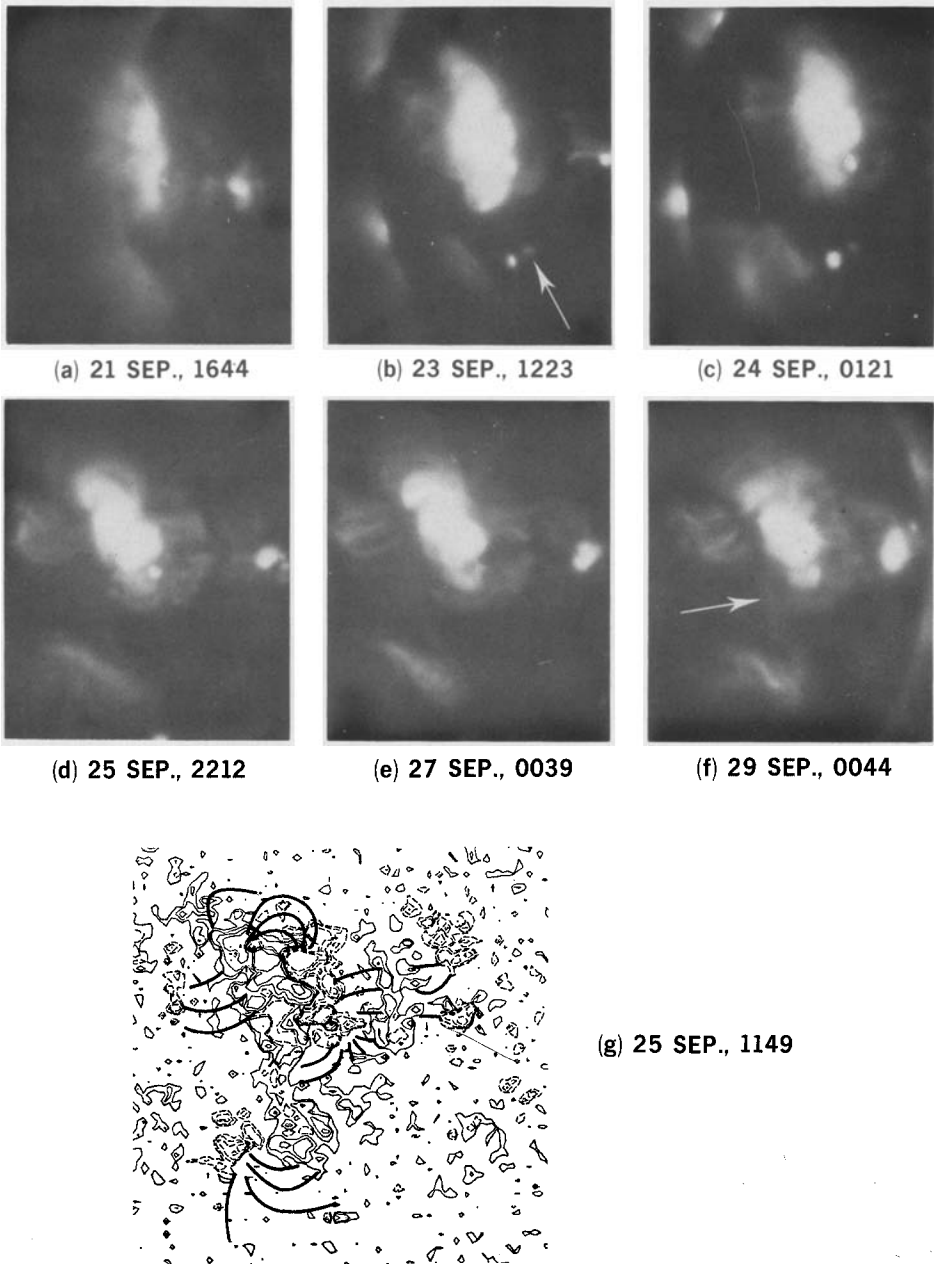 (a) 21 SEP., 1644
(b) 23 SEP., 1223
(c) 24 SEP., 0121
(d) 25 SEP., 2212
(e) 27 SEP., 0039
(f) 29 SEP., 0044
(g) 25 SEP., 1149